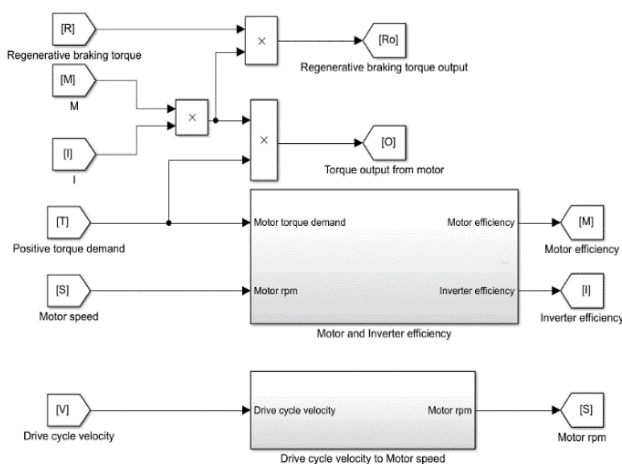 [R]
Regenerative braking torque
×
[Ro]
Regenerative braking torque output
[M]
M
×
[I]
I
×
[O]
Torque output from motor
[T]
Positive torque demand
Motor torque demand
Motor efficiency
[M]
Motor efficiency
[S]
Motor speed
Motor rpm
Inverter efficiency
[I]
Inverter efficiency
Motor and Inverter efficiency
[V]
Drive cycle velocity
Drive cycle velocity
Motor rpm
[S]
Motor rpm
Drive cycle velocity to Motor speed